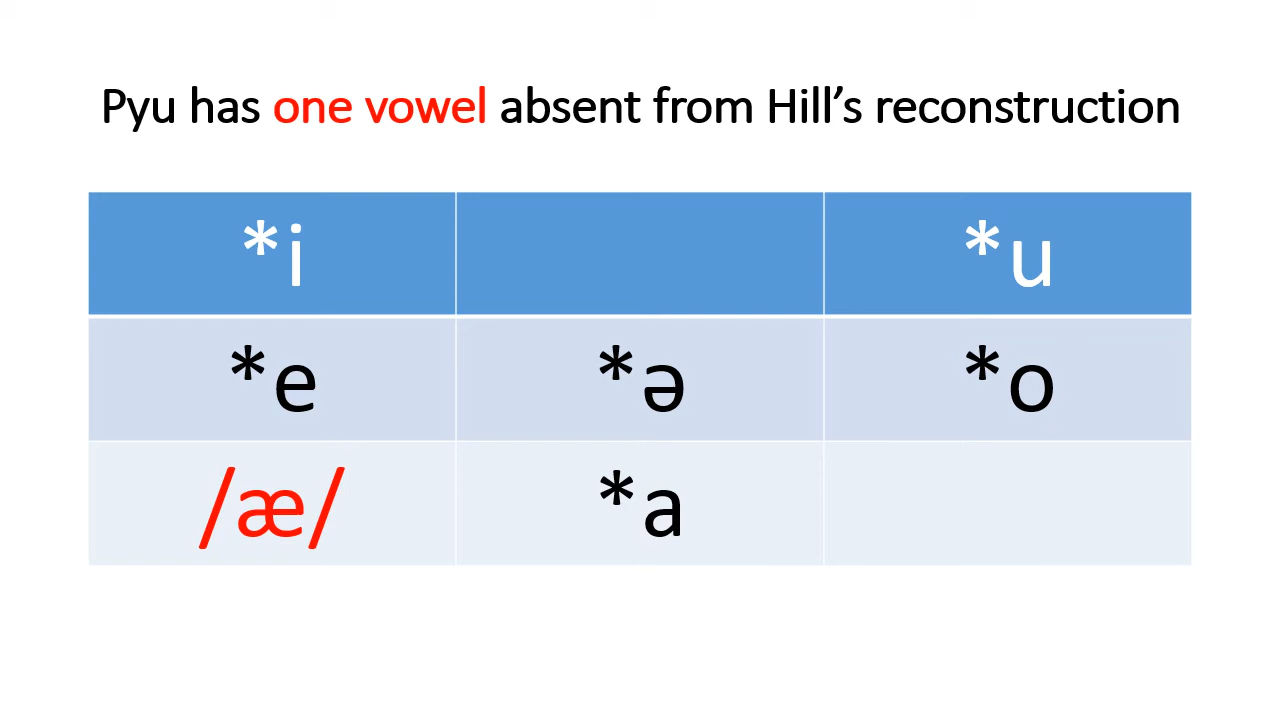 Pyu has one vowel absent from Hill’s reconstruction
*i *u
*e *ə *o
/æ/ *a